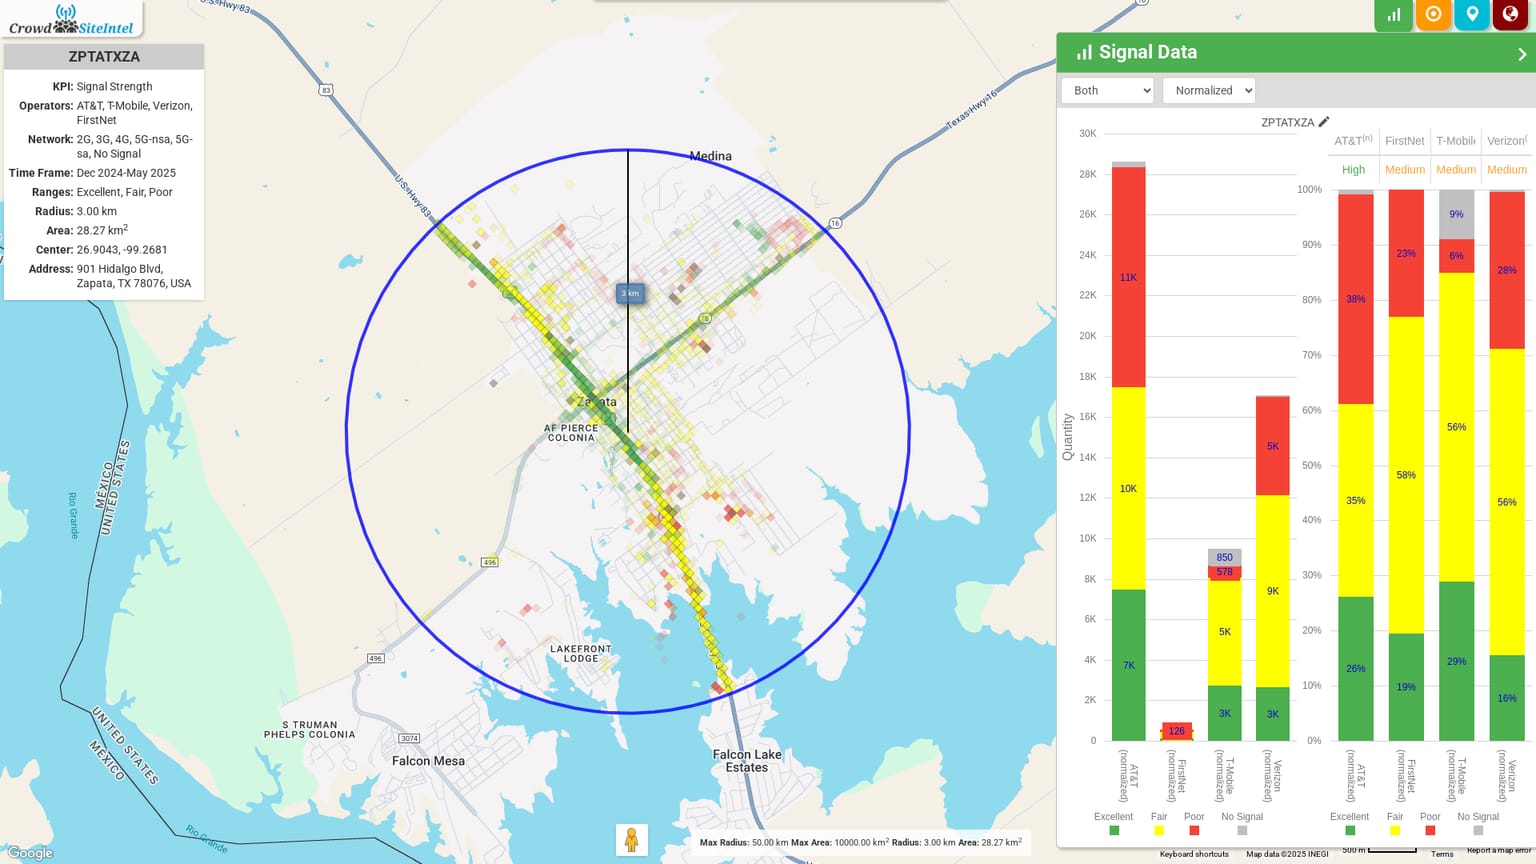 Crowd SiteIntel
ZPTATXZA
KPI: Signal Strength
Operators: AT&T, T-Mobile, Verizon,
FirstNet
Network: 2G, 3G, 4G, 5G-nsa, 5G-
sa, No Signal
Time Frame: Dec 2024-May 2025
Ranges: Excellent, Fair, Poor
Radius: 3.00 km
Area: 28.27 km²
Center: 26.9043, -99.2681
Address: 901 Hidalgo Blvd,
Zapata, TX 78076, USA
U.S. Hwy 83
83
U.S. Hwy 83
Medina
Texas Hwy 16
16
16
3 km
Zapata
AF PIERCE
COLONIA
MÉXICO
UNITED STATES
Rio Grande
496
496
LAKEFRONT
LODGE
S TRUMAN
PHELPS COLONIA
3074
Falcon Mesa
Falcon Lake
Estates
UNITED STATES
MÉXICO
Rio Grande
Google
Max Radius: 50.00 km Max Area: 10000.00 km² Radius: 3.00 km Area: 28.27 km²
Keyboard shortcuts
Map data ©2025 INEGI
500 m
Terms
Report a map error
Signal Data
Both
Normalized
ZPTATXZA
30K
28K
26K
24K
22K
20K
18K
16K
14K
12K
10K
8K
6K
4K
2K
0
Quantity
11K
10K
7K
126
850
578
5K
3K
5K
9K
3K
AT&T
(normalized)
FirstNet
(normalized)
T-Mobile
(normalized)
Verizon
(normalized)
Excellent
Fair
Poor
No Signal
AT&T(n)
FirstNet
T-Mobile
Verizon(
High
Medium
Medium
Medium
100%
90%
80%
70%
60%
50%
40%
30%
20%
10%
0%
38%
35%
26%
23%
58%
19%
9%
6%
56%
29%
28%
56%
16%
AT&T
(normalized)
FirstNet
(normalized)
T-Mobile
(normalized)
Verizon
(normalized)
Excellent
Fair
Poor
No Signal